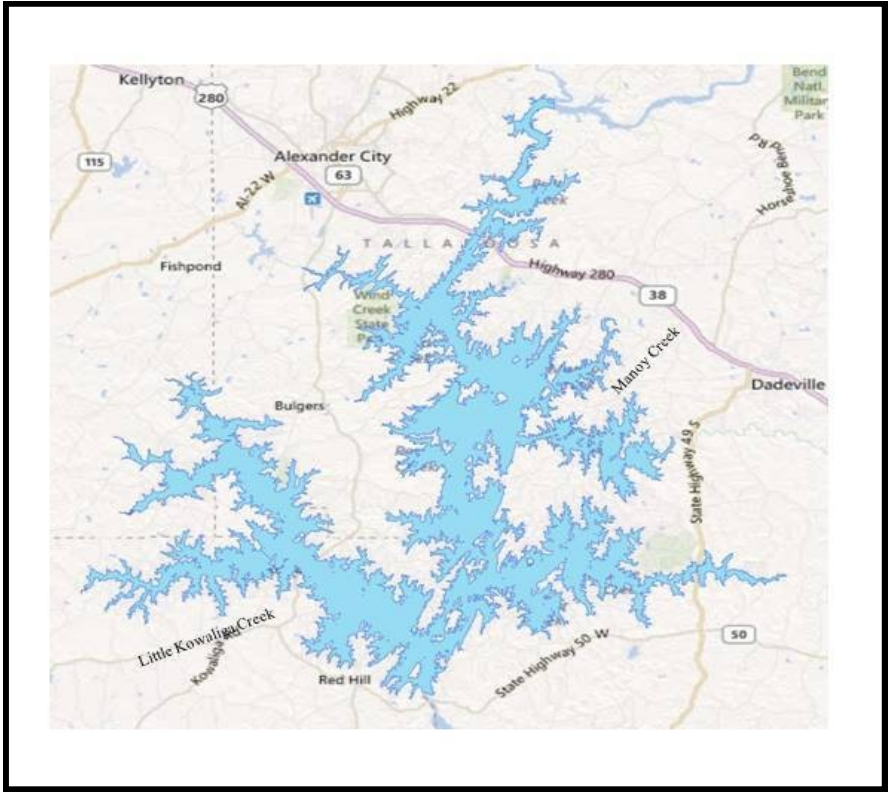 Kellyton
280
Highway 22
Bend
Natl.
Military
Park
115
Alexander City
63
Al-22 W
Horseshoe Bend Rd
TALLAPOOSA
Fishpond
Highway 280
38
Wind
Creek
State
Creek
Manoy Creek
Dadeville
Bulgers
State Highway 49 S
Little Kowaliga Creek
Kowaliga Rd
50
State Highway 50 W
Red Hill